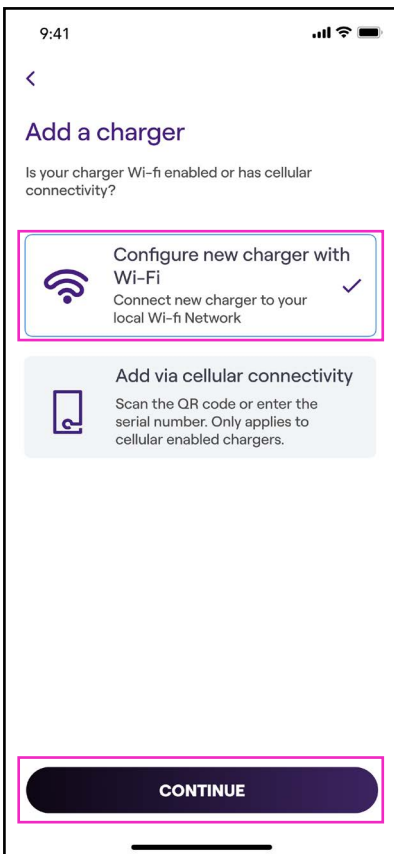 9:41
Add a charger
Is your charger Wi-fi enabled or has cellular
connectivity?
Configure new charger with
Wi-Fi
Connect new charger to your
local Wi-fi Network
Add via cellular connectivity
Scan the QR code or enter the
serial number. Only applies to
cellular enabled chargers.
CONTINUE